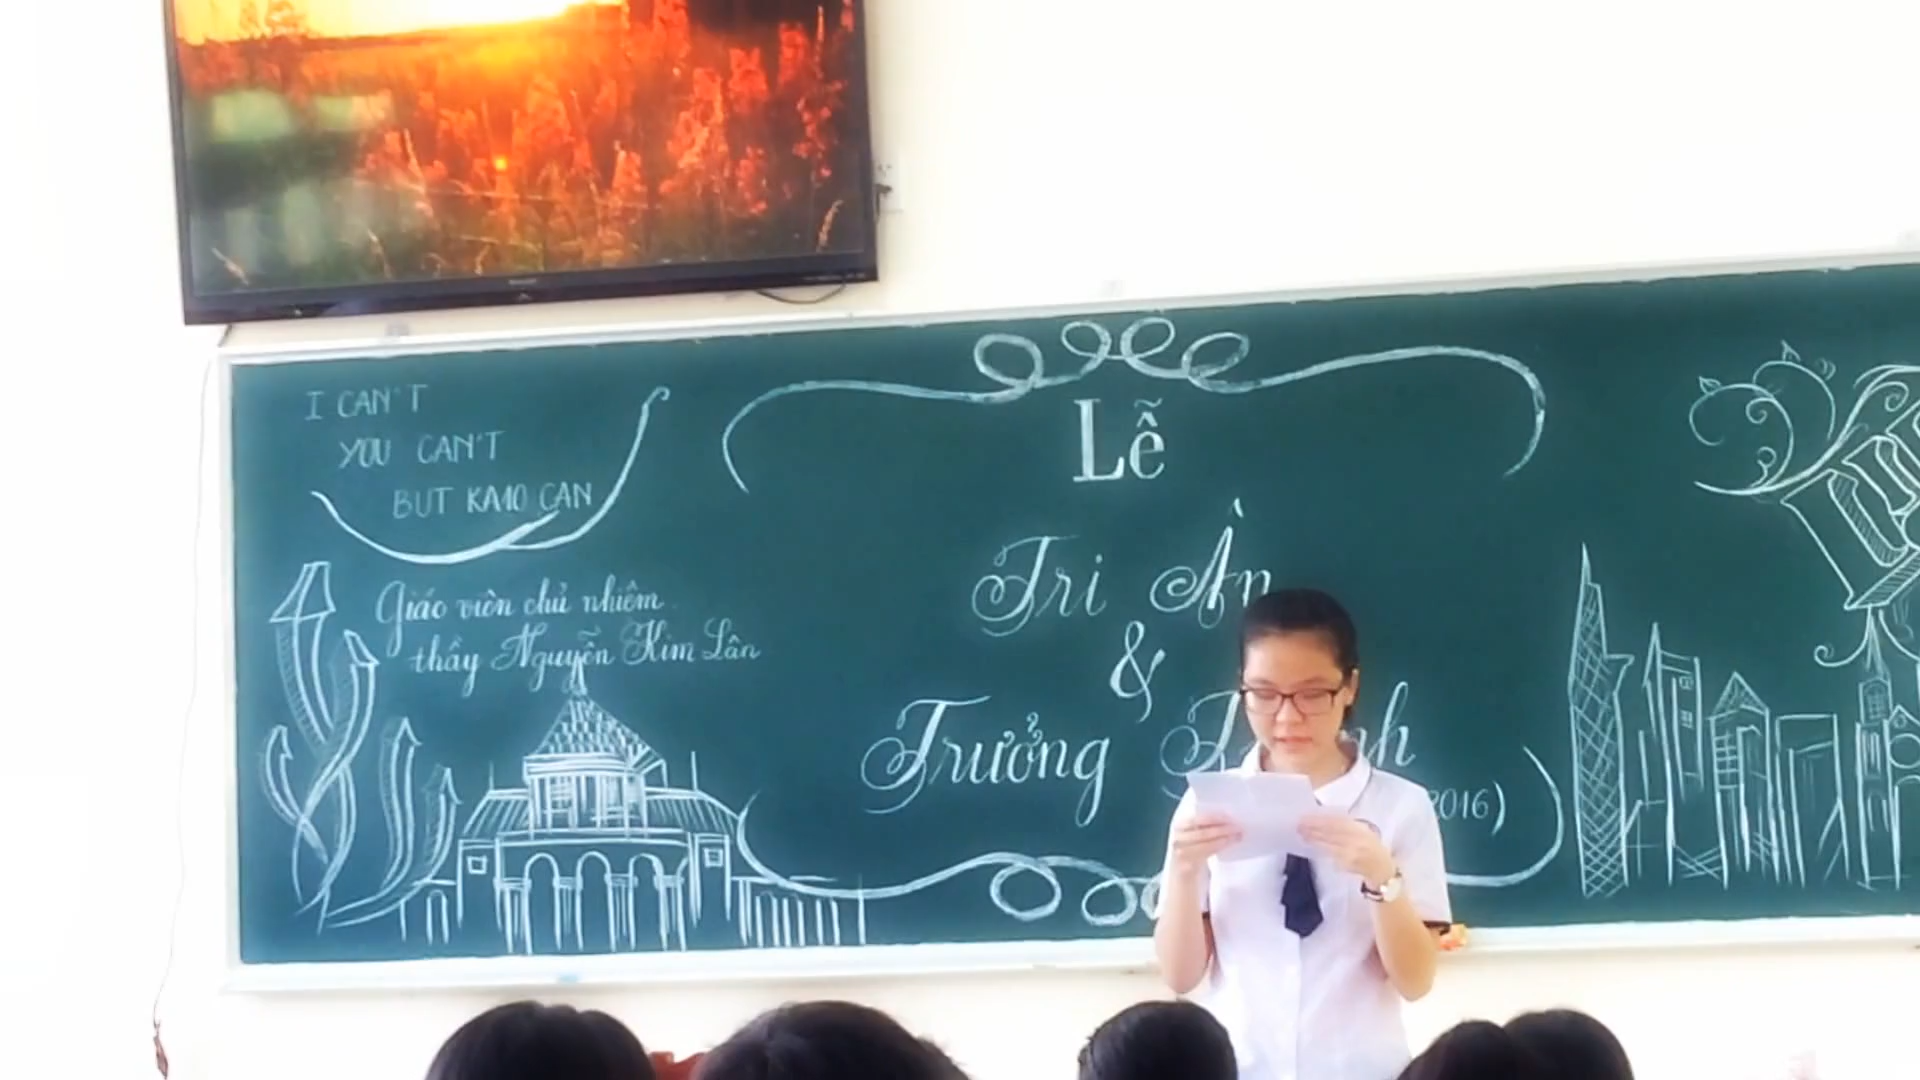 I CAN'T
YOU CAN'T
BUT KA10 CAN
Giáo viên chủ nhiệm
thầy Nguyễn Kim Lân
Lễ
Tri Ân
&
Trưởng
2016)